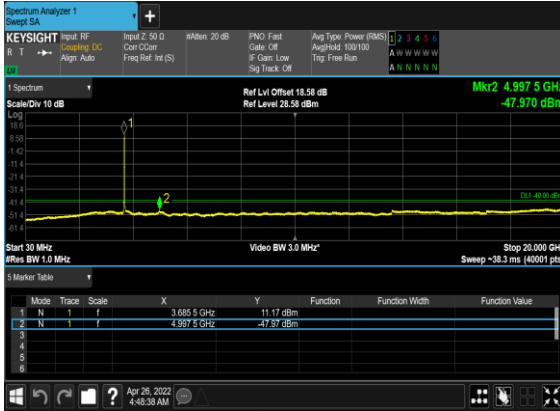 Spectrum Analyzer 1
Swept SA
+
KEYSIGHT Input: RF Input Z: 50 Ω #Atten: 20 dB PNO: Fast Avg Type: Power (RMS) 1 2 3 4 5 6
R T Coupling: DC Corr CCorr Gate: Off Avg|Hold: 100/100 A W W W W W
Align: Auto Freq Ref: Int (S) IF Gain: Low Trig: Free Run
Sig Track: Off A N N N N N
1 Spectrum
Scale/Div 10 dB
Ref Lvl Offset 18.58 dB
Ref Level 28.58 dBm
Mkr2 4.997 5 GHz
-47.970 dBm
Log
18.6
8.58
-1.42
-11.4
-21.4
-31.4
-41.4
-51.4
-61.4
1
2
DL1 -40.00 dBm
Start 30 MHz Video BW 3.0 MHz* Stop 20.000 GH
#Res BW 1.0 MHz Sweep ~38.3 ms (40001 pts
5 Marker Table
Mode Trace Scale X Y Function Function Width Function Value
1 N 1 f 3.685 5 GHz 11.17 dBm
2 N 1 f 4.997 5 GHz -47.97 dBm
3
4
5
6
? Apr 26, 2022
4:48:38 AM